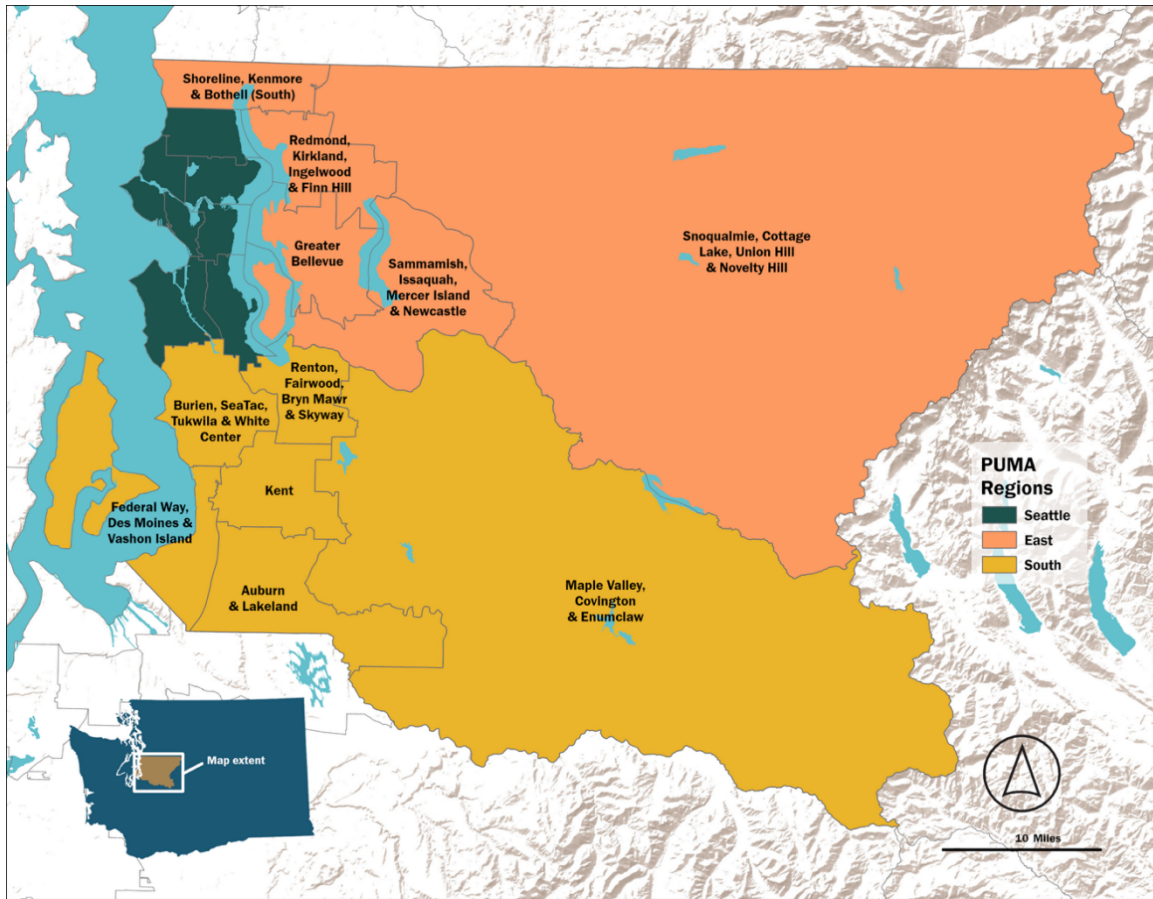 Shoreline, Kenmore
& Bothell (South)
Redmond,
Kirkland,
Ingelwood
& Finn Hill
Greater
Bellevue
Sammamish,
Issaquah,
Mercer Island
& Newcastle
Snoqualmie, Cottage
Lake, Union Hill
& Novelty Hill
Renton,
Fairwood,
Bryn Mawr
& Skyway
Burien, SeaTac,
Tukwila & White
Center
Kent
Federal Way,
Des Moines &
Vashon Island
Auburn
& Lakeland
Maple Valley,
Covington
& Enumclaw
PUMA
Regions
Seattle
East
South
Map extent
10 Miles